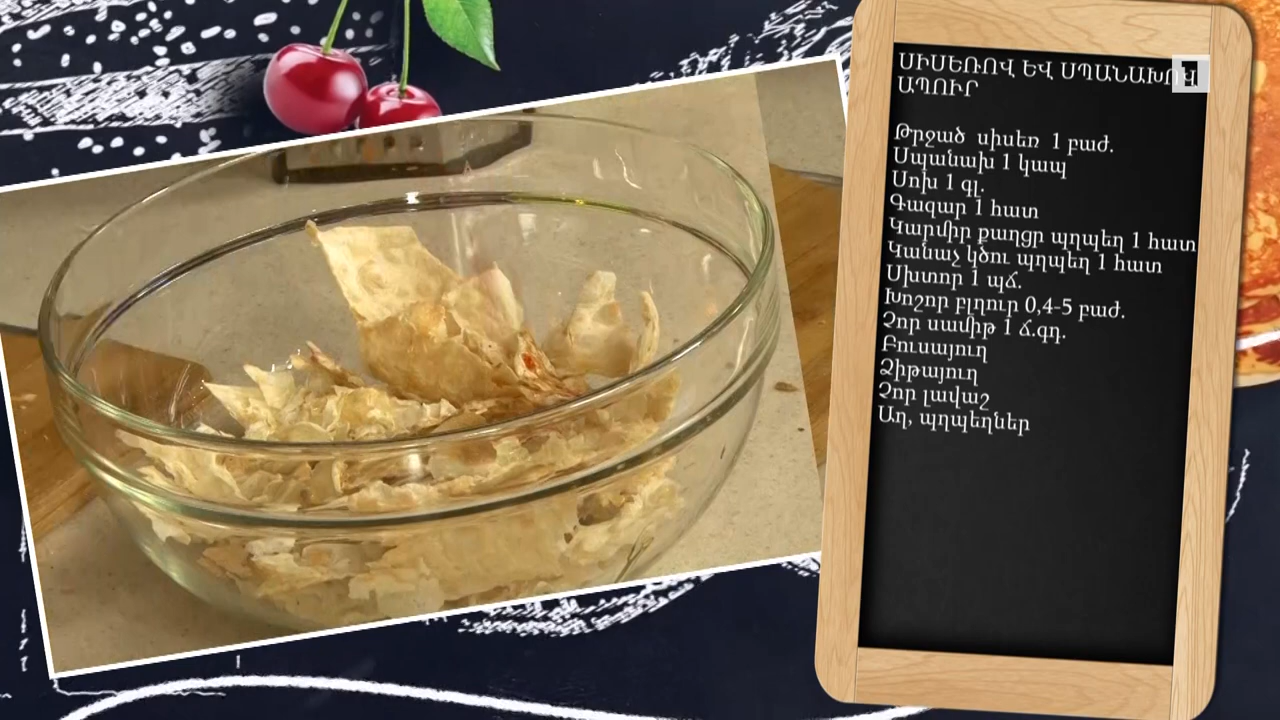 ՍԻՍԵՌՈՎ ԵՎ ՍՊԱՆԱԽՈՎ
ԱՊՈՒՐ
Թրջած սիսեռ 1 բաժ.
Սպանախ 1 կապ
Սոխ 1 գլ.
Գազար 1 հատ
Կարմիր քաղցր պղպեղ 1 հատ
Կանաչ կծու պղպեղ 1 հատ
Սխտոր 1 պճ.
Խոշոր բլղուր 0,4-5 բաժ.
Չոր սամիթ 1 ճ.գդ.
Բուսայուղ
Ձիթայուղ
Չոր լավաշ
Աղ, պղպեղներ